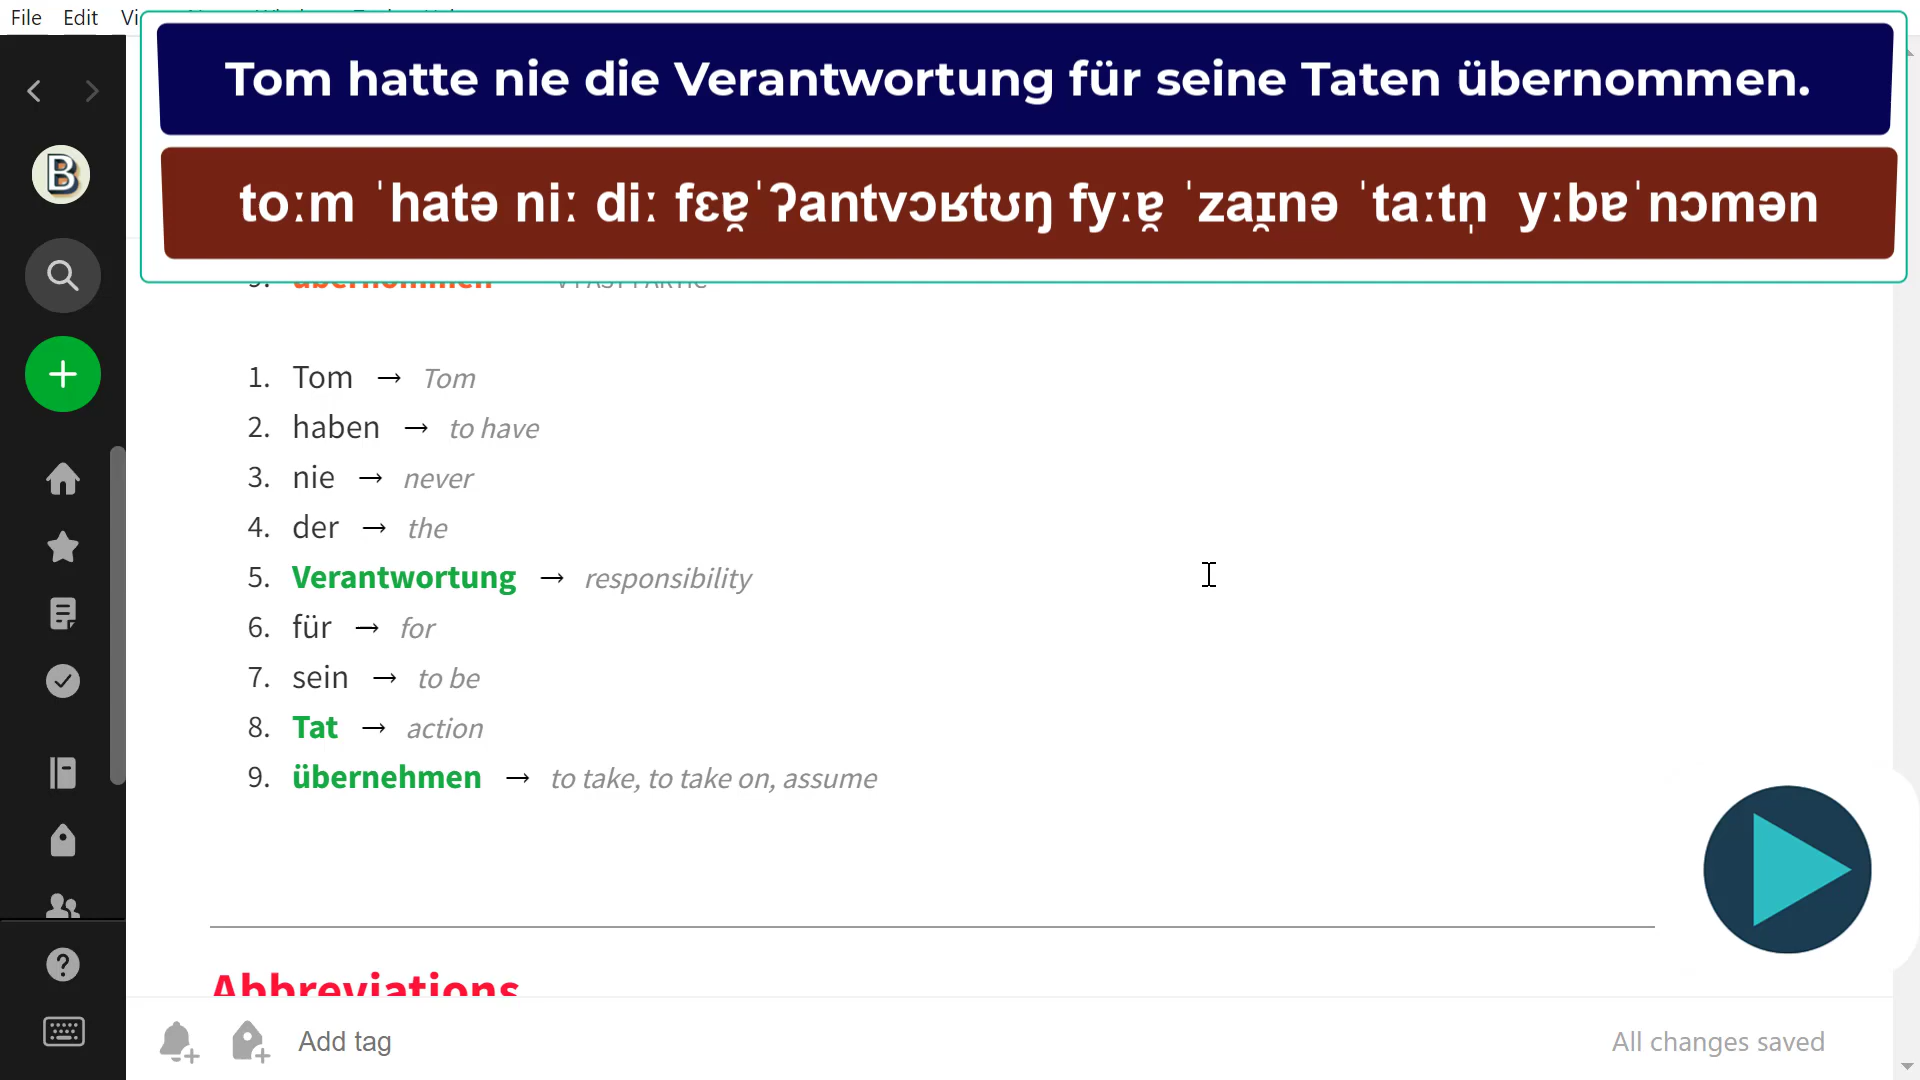 File Edit
Tom hatte nie die Verantwortung für seine Taten übernommen.
toːm ˈhatə niː diː fɛɐ̯ˈʔantvɔʁtʊŋ fyːɐ̯ ˈzaɪ̯nə ˈtaːtn̩ yːbɐˈnɔmən
9. übernommen
1. Tom → Tom
2. haben → to have
3. nie → never
4. der → the
5. Verantwortung → responsibility
6. für → for
7. sein → to be
8. Tat → action
9. übernehmen → to take, to take on, assume
Abbreviations
Add tag
All changes saved
B